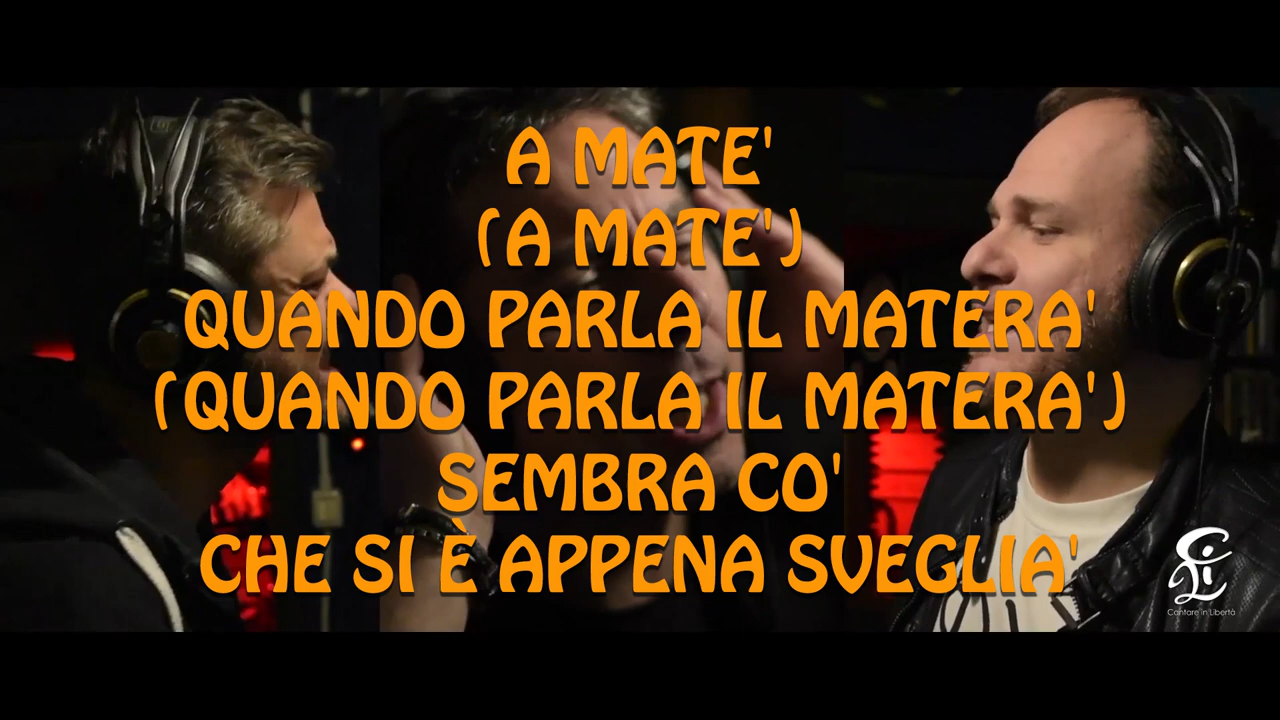 A MATE'
(A MATE')
QUANDO PARLA IL MATERA'
(QUANDO PARLA IL MATERA')
SEMBRA CO'
CHE SI È APPENA SVEGLIA'
Cantare in Libertà